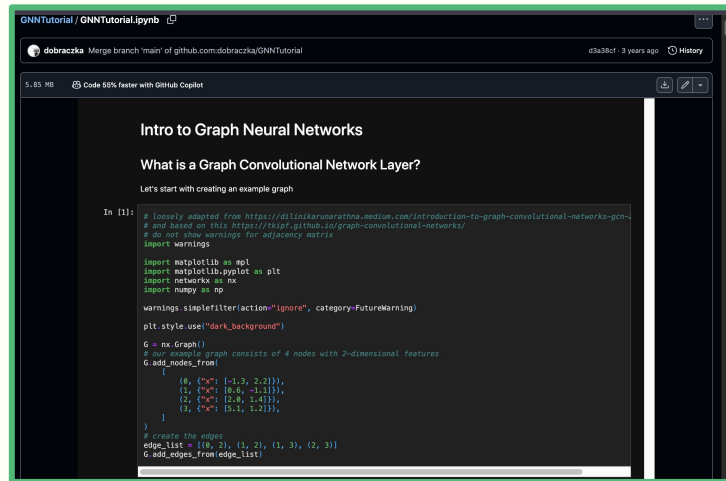 GNNTutorial / GNNTutorial.ipynb
dobraczka Merge branch 'main' of github.com:dobraczka/GNNTutorial
d3a38cf · 3 years ago History
5.85 MB Code 55% faster with GitHub Copilot
Intro to Graph Neural Networks
What is a Graph Convolutional Network Layer?
Let's start with creating an example graph
In [1]:
# loosely adapted from https://dilinikarunarathna.medium.com/introduction-to-graph-convolutional-networks-gcn-2
# and based on this https://tkipf.github.io/graph-convolutional-networks/
# do not show warnings for adjacency matrix
import warnings
import matplotlib as mpl
import matplotlib.pyplot as plt
import networkx as nx
import numpy as np
warnings.simplefilter(action="ignore", category=FutureWarning)
plt.style.use("dark_background")
G = nx.Graph()
# our example graph consists of 4 nodes with 2-dimensional features
G.add_nodes_from(
[
(0, {"x": [-1.3, 2.2]}),
(1, {"x": [0.6, -1.1]}),
(2, {"x": [2.0, 1.4]}),
(3, {"x": [5.1, 1.2]}),
]
)
# create the edges
edge_list = [(0, 2), (1, 2), (1, 3), (2, 3)]
G.add_edges_from(edge_list)